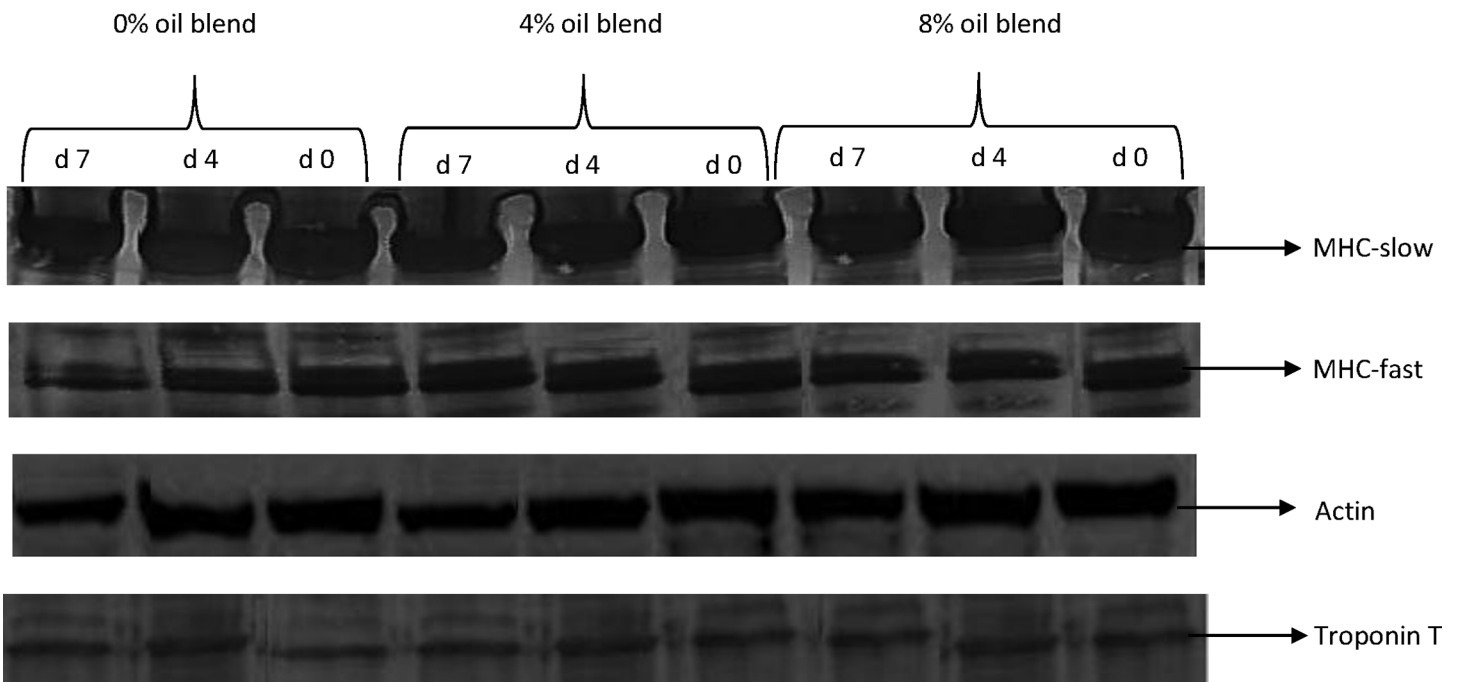 0% oil blend 4% oil blend 8% oil blend
d 7 d 4 d 0 d 7 d 4 d 0 d 7 d 4 d 0
MHC-slow
MHC-fast
Actin
Troponin T